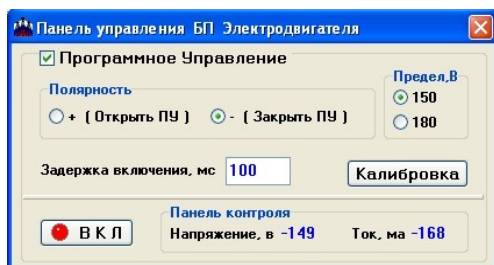 Панель управления БП Электродвигателя
Программное Управление
Предел,В
Полярность
150
+ ( Открыть ПУ ) - ( Закрыть ПУ )
180
Задержка включения, мс 100 Калибровка
Панель контроля
ВКЛ Напряжение, в -149 Ток, ма -168